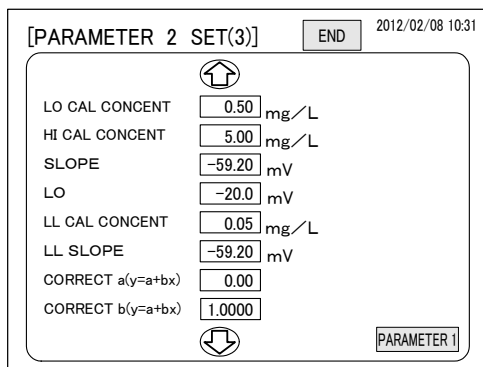 [PARAMETER 2 SET(3)] END 2012/02/08 10:31
LO CAL CONCENT 0.50 mg／L
HI CAL CONCENT 5.00 mg／L
SLOPE −59.20 mV
LO −20.0 mV
LL CAL CONCENT 0.05 mg／L
LL SLOPE −59.20 mV
CORRECT a(y=a+bx) 0.00
CORRECT b(y=a+bx) 1.0000
PARAMETER 1